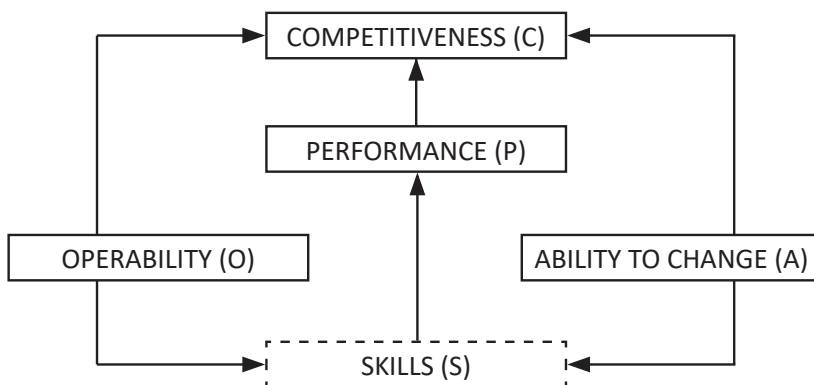 COMPETITIVENESS (C)
PERFORMANCE (P)
OPERABILITY (O)
ABILITY TO CHANGE (A)
SKILLS (S)